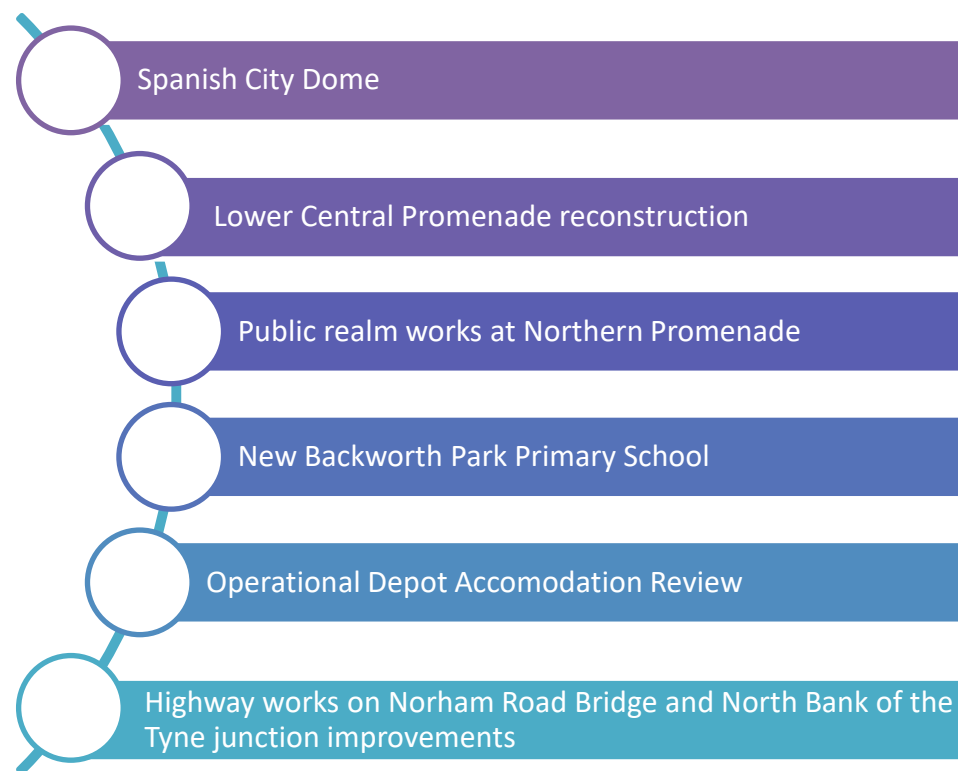 Spanish City Dome
Lower Central Promenade reconstruction
Public realm works at Northern Promenade
New Backworth Park Primary School
Operational Depot Accomodation Review
Highway works on Norham Road Bridge and North Bank of the
Tyne junction improvements